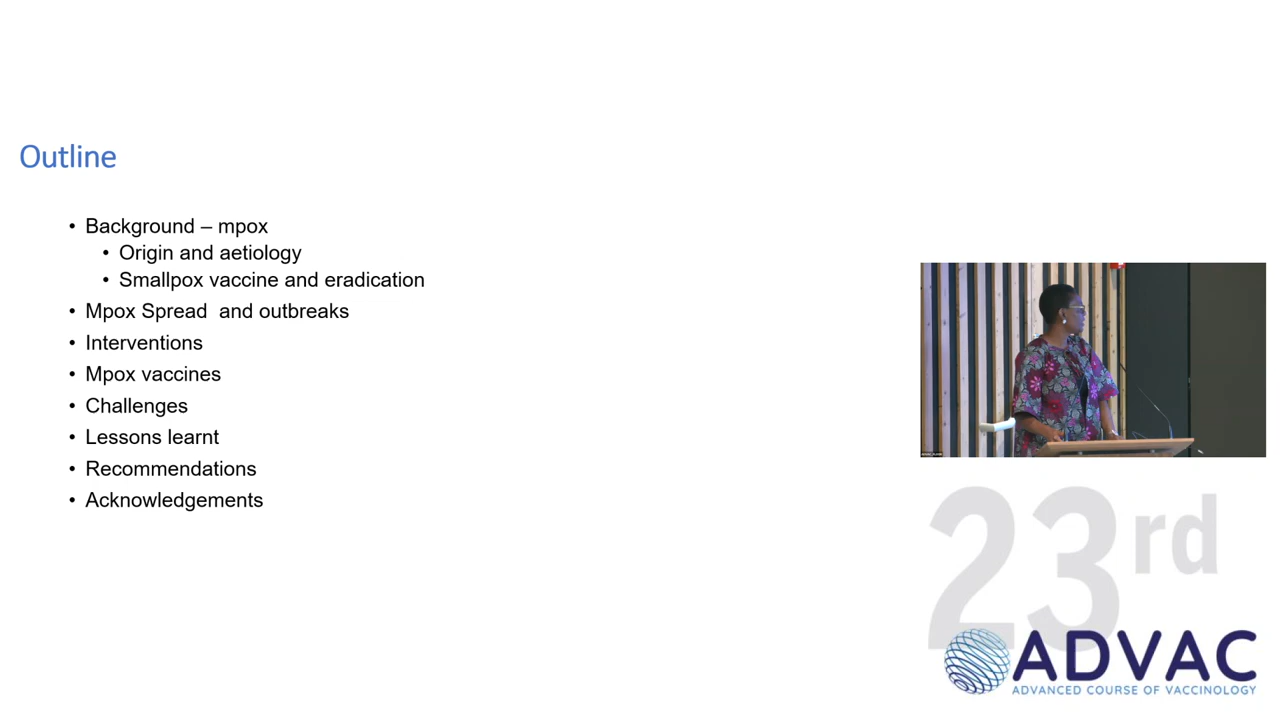 Outline
• Background – mpox
• Origin and aetiology
• Smallpox vaccine and eradication
• Mpox Spread  and outbreaks
• Interventions
• Mpox vaccines
• Challenges
• Lessons learnt
• Recommendations
• Acknowledgements
23rd
ADVAC
ADVANCED COURSE OF VACCINOLOGY